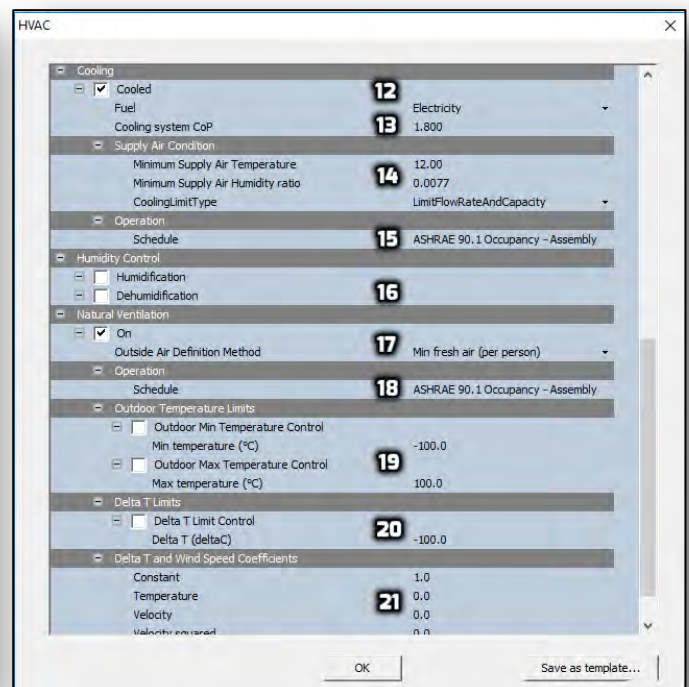 HVAC
Cooling
Cooled 12
Fuel Electricity
Cooling system CoP 13 1.800
Supply Air Condition
Minimum Supply Air Temperature 12.00
Minimum Supply Air Humidity ratio 14 0.0077
CoolingLimitType LimitFlowRateAndCapacity
Operation
Schedule 15 ASHRAE 90.1 Occupancy - Assembly
Humidity Control
Humidification
Dehumidification 16
Natural Ventilation
On
Outside Air Definition Method 17 Min fresh air (per person)
Operation
Schedule 18 ASHRAE 90.1 Occupancy - Assembly
Outdoor Temperature Limits
Outdoor Min Temperature Control
Min temperature (°C) -100.0
Outdoor Max Temperature Control 19
Max temperature (°C) 100.0
Delta T Limits
Delta T Limit Control
Delta T (deltaC) 20 -100.0
Delta T and Wind Speed Coefficients
Constant 1.0
Temperature 0.0
Velocity 21 0.0
Velocity squared 0.0
OK Save as template...